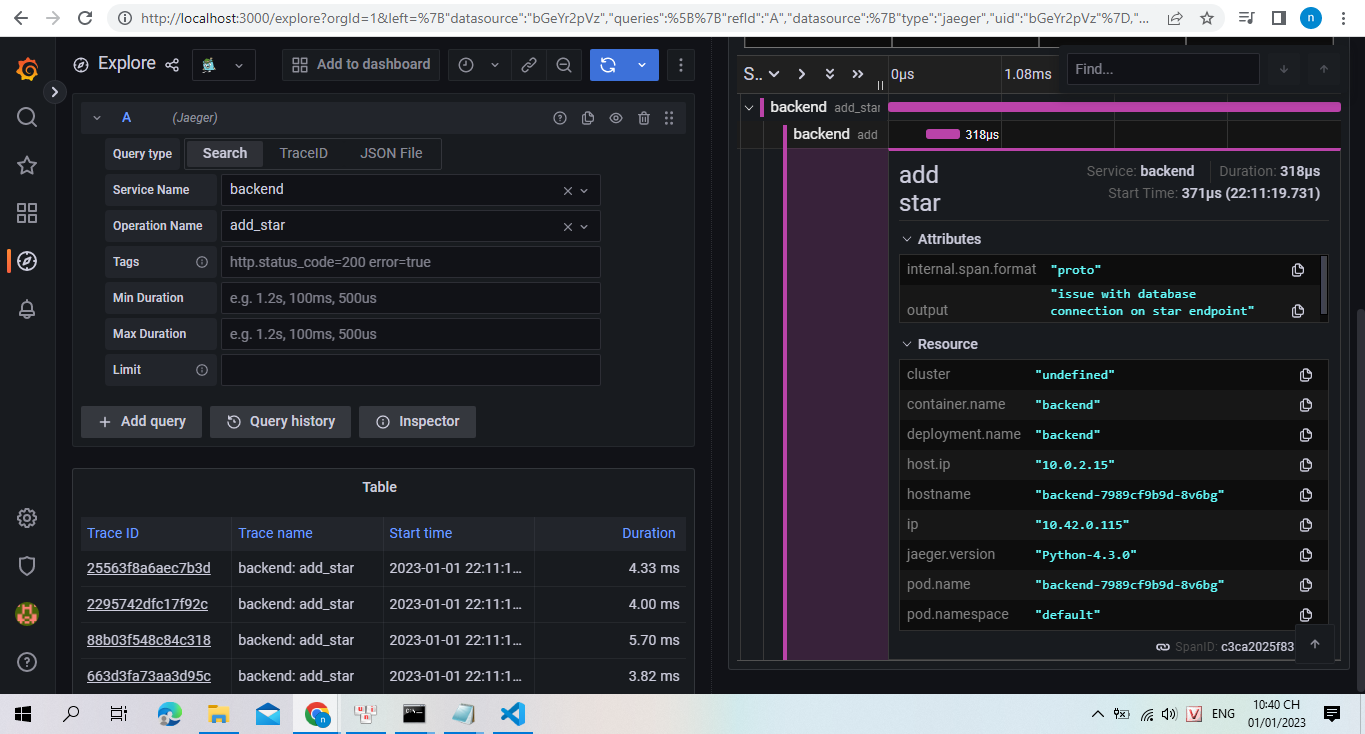 http://localhost:3000/explore?orgId=1&left=%7B"datasource":"bGeYr2pVz","queries":%5B%7B"refId":"A","datasource":%7B"type":"jaeger","uid":"bGeYr2pVz"%7D,"...
n
Explore
Add to dashboard
A (Jaeger)
Query type Search TraceID JSON File
Service Name backend
Operation Name add_star
Tags http.status_code=200 error=true
Min Duration e.g. 1.2s, 100ms, 500us
Max Duration e.g. 1.2s, 100ms, 500us
Limit
+ Add query Query history Inspector
Table
Trace ID Trace name Start time Duration
25563f8a6aec7b3d backend: add_star 2023-01-01 22:11:1... 4.33 ms
2295742dfc17f92c backend: add_star 2023-01-01 22:11:1... 4.00 ms
88b03f548c84c318 backend: add_star 2023-01-01 22:11:1... 5.70 ms
663d3fa73aa3d95c backend: add_star 2023-01-01 22:11:1... 3.82 ms
S.. 0μs 1.08ms Find...
backend add_star
backend add 318μs
add
star
Service: backend Duration: 318μs
Start Time: 371μs (22:11:19.731)
Attributes
internal.span.format "proto"
output "issue with database
connection on star endpoint"
Resource
cluster "undefined"
container.name "backend"
deployment.name "backend"
host.ip "10.0.2.15"
hostname "backend-7989cf9b9d-8v6bg"
ip "10.42.0.115"
jaeger.version "Python-4.3.0"
pod.name "backend-7989cf9b9d-8v6bg"
pod.namespace "default"
SpanID: c3ca2025f83
ENG
10:40 CH
01/01/2023